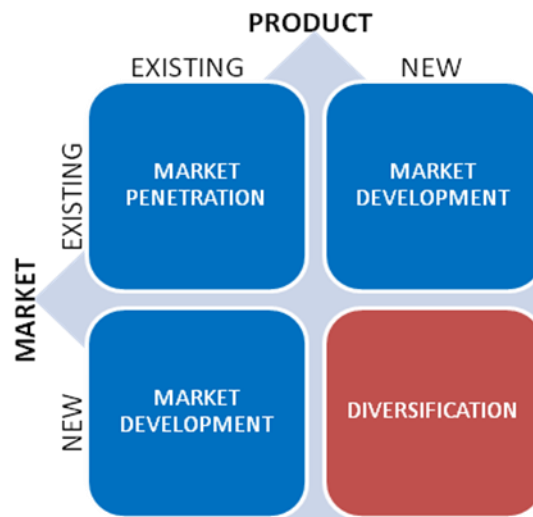 PRODUCT
EXISTING
NEW
MARKET
EXISTING
MARKET
PENETRATION
MARKET
DEVELOPMENT
NEW
MARKET
DEVELOPMENT
DIVERSIFICATION